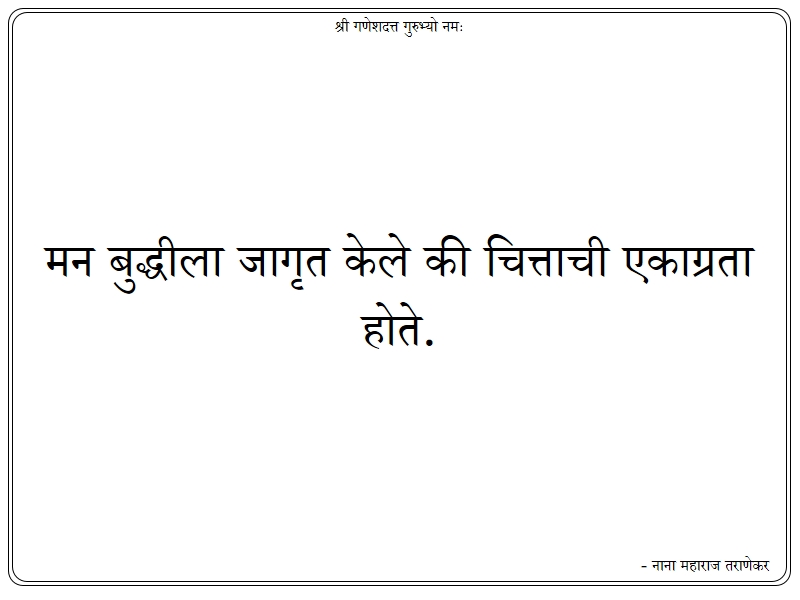 श्री गणेशदत्त गुरुभ्यो नमः
मन बुद्धीला जागृत केले की चित्ताची एकाग्रता
होते.
- नाना महाराज तराणेकर